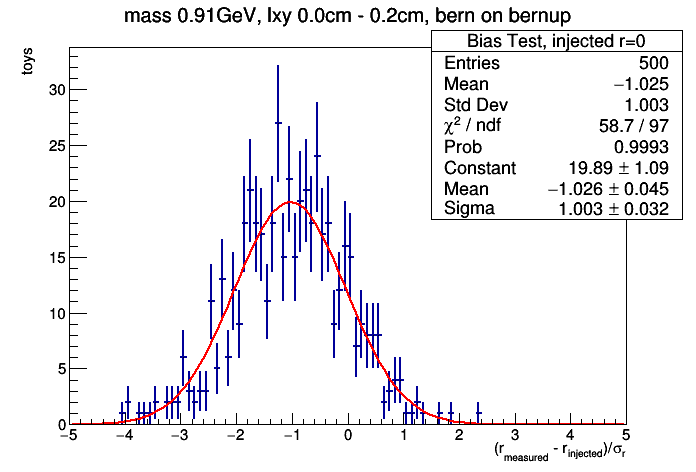 mass 0.91GeV, lxy 0.0cm - 0.2cm, bern on bernup
Bias Test, injected r=0
Entries 500
Mean −1.025
Std Dev 1.003
χ² / ndf 58.7 / 97
Prob 0.9993
Constant 19.89 ± 1.09
Mean −1.026 ± 0.045
Sigma 1.003 ± 0.032
toys
30
25
20
15
10
5
0
−5 −4 −3 −2 −1 0 1 2 3 4 5
(r_measured - r_injected)/σ_r